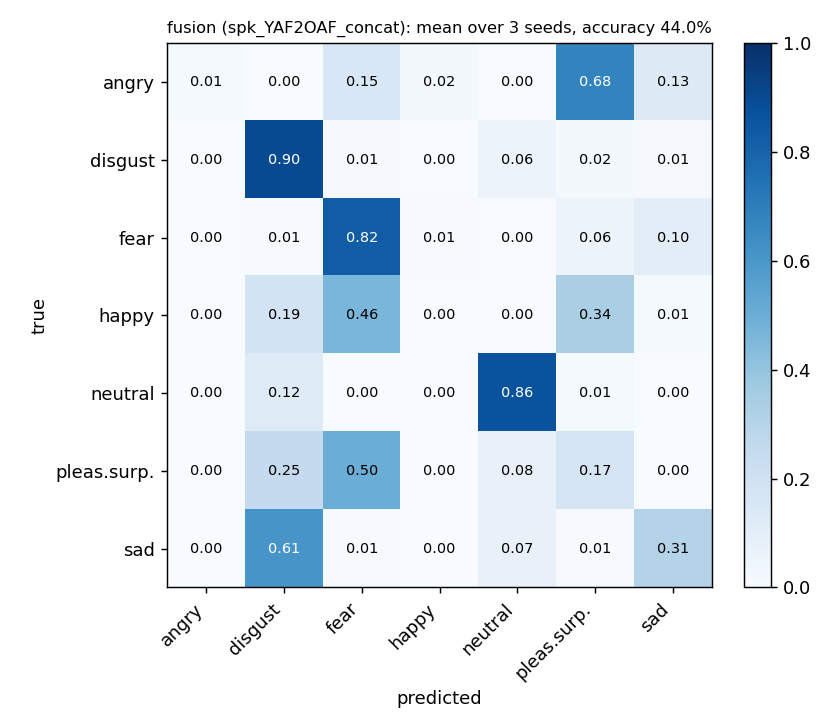 fusion (spk_YAF2OAF_concat): mean over 3 seeds, accuracy 44.0%
1.0
angry 0.01 0.00 0.15 0.02 0.00 0.68 0.13
disgust 0.00 0.90 0.01 0.00 0.06 0.02 0.01
0.8
fear 0.00 0.01 0.82 0.01 0.00 0.06 0.10
0.6
true
happy 0.00 0.19 0.46 0.00 0.00 0.34 0.01
0.4
neutral 0.00 0.12 0.00 0.00 0.86 0.01 0.00
pleas.surp. 0.00 0.25 0.50 0.00 0.08 0.17 0.00
0.2
sad 0.00 0.61 0.01 0.00 0.07 0.01 0.31
0.0
angry disgust fear happy neutral pleas.surp. sad
predicted